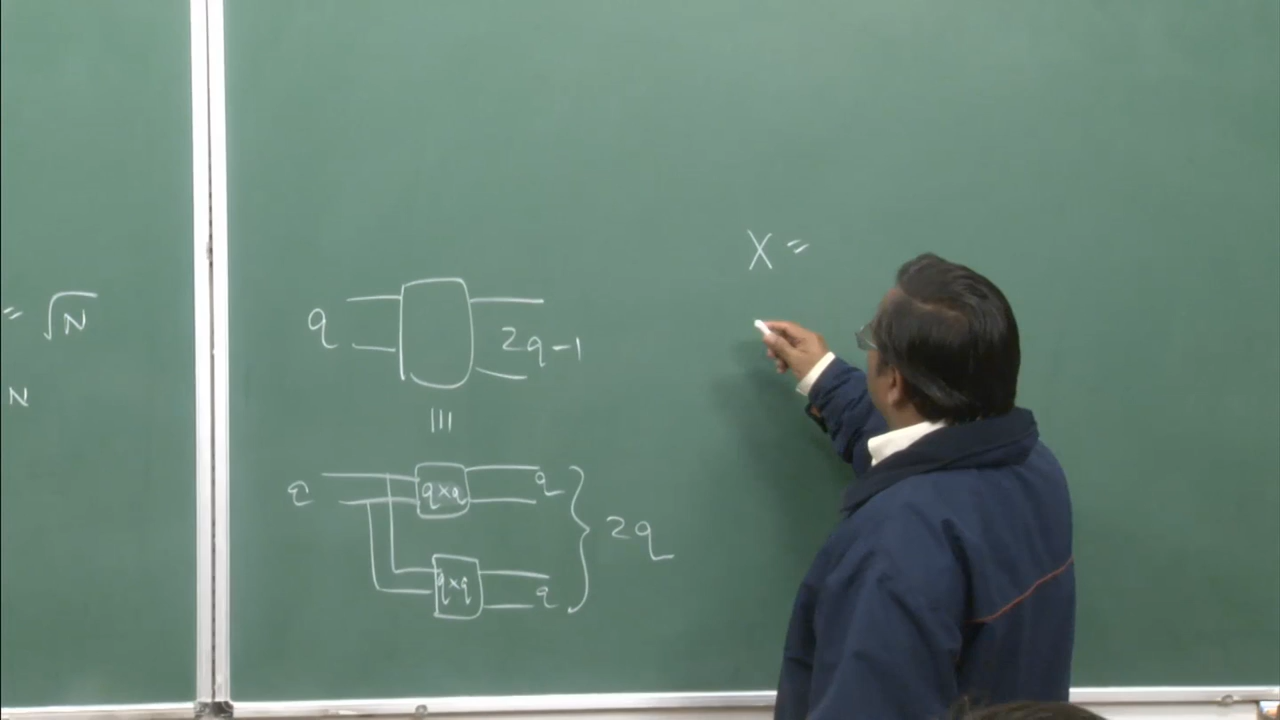 = √N
N
X =
q
2q-1
|||
q
q×q
q
2q
q×q
q